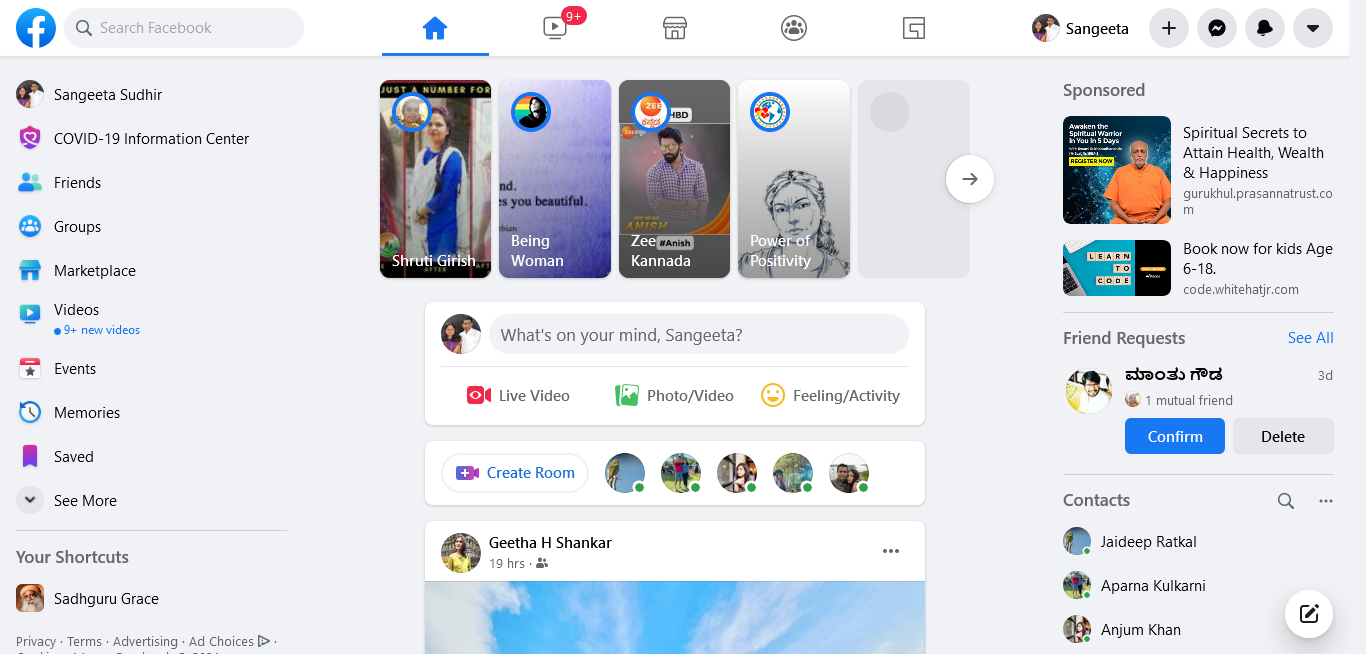 Search Facebook
9+
Sangeeta
Sangeeta Sudhir
COVID-19 Information Center
Friends
Groups
Marketplace
Videos
9+ new videos
Events
Memories
Saved
See More
Your Shortcuts
Sadhguru Grace
Privacy · Terms · Advertising · Ad Choices ·
JUST A NUMBER FOR
Shruti Girish
AFTER
nd.
es you beautiful.
Being
Woman
ZEE
ಕನ್ನಡ
HBD
ANISH
Zee
#Anish
Kannada
Power of
Positivity
What's on your mind, Sangeeta?
Live Video
Photo/Video
Feeling/Activity
Create Room
Geetha H Shankar
19 hrs ·
Sponsored
Awaken the
Spiritual Warrior
in You in 5 Days
REGISTER NOW
Spiritual Secrets to
Attain Health, Wealth
& Happiness
gurukhul.prasannatrust.co
m
LEARN
TO
CODE
Book now for kids Age
6-18.
code.whitehatjr.com
Friend Requests
See All
ಮಾಂತು ಗೌಡ
3d
1 mutual friend
Confirm
Delete
Contacts
Jaideep Ratkal
Aparna Kulkarni
Anjum Khan